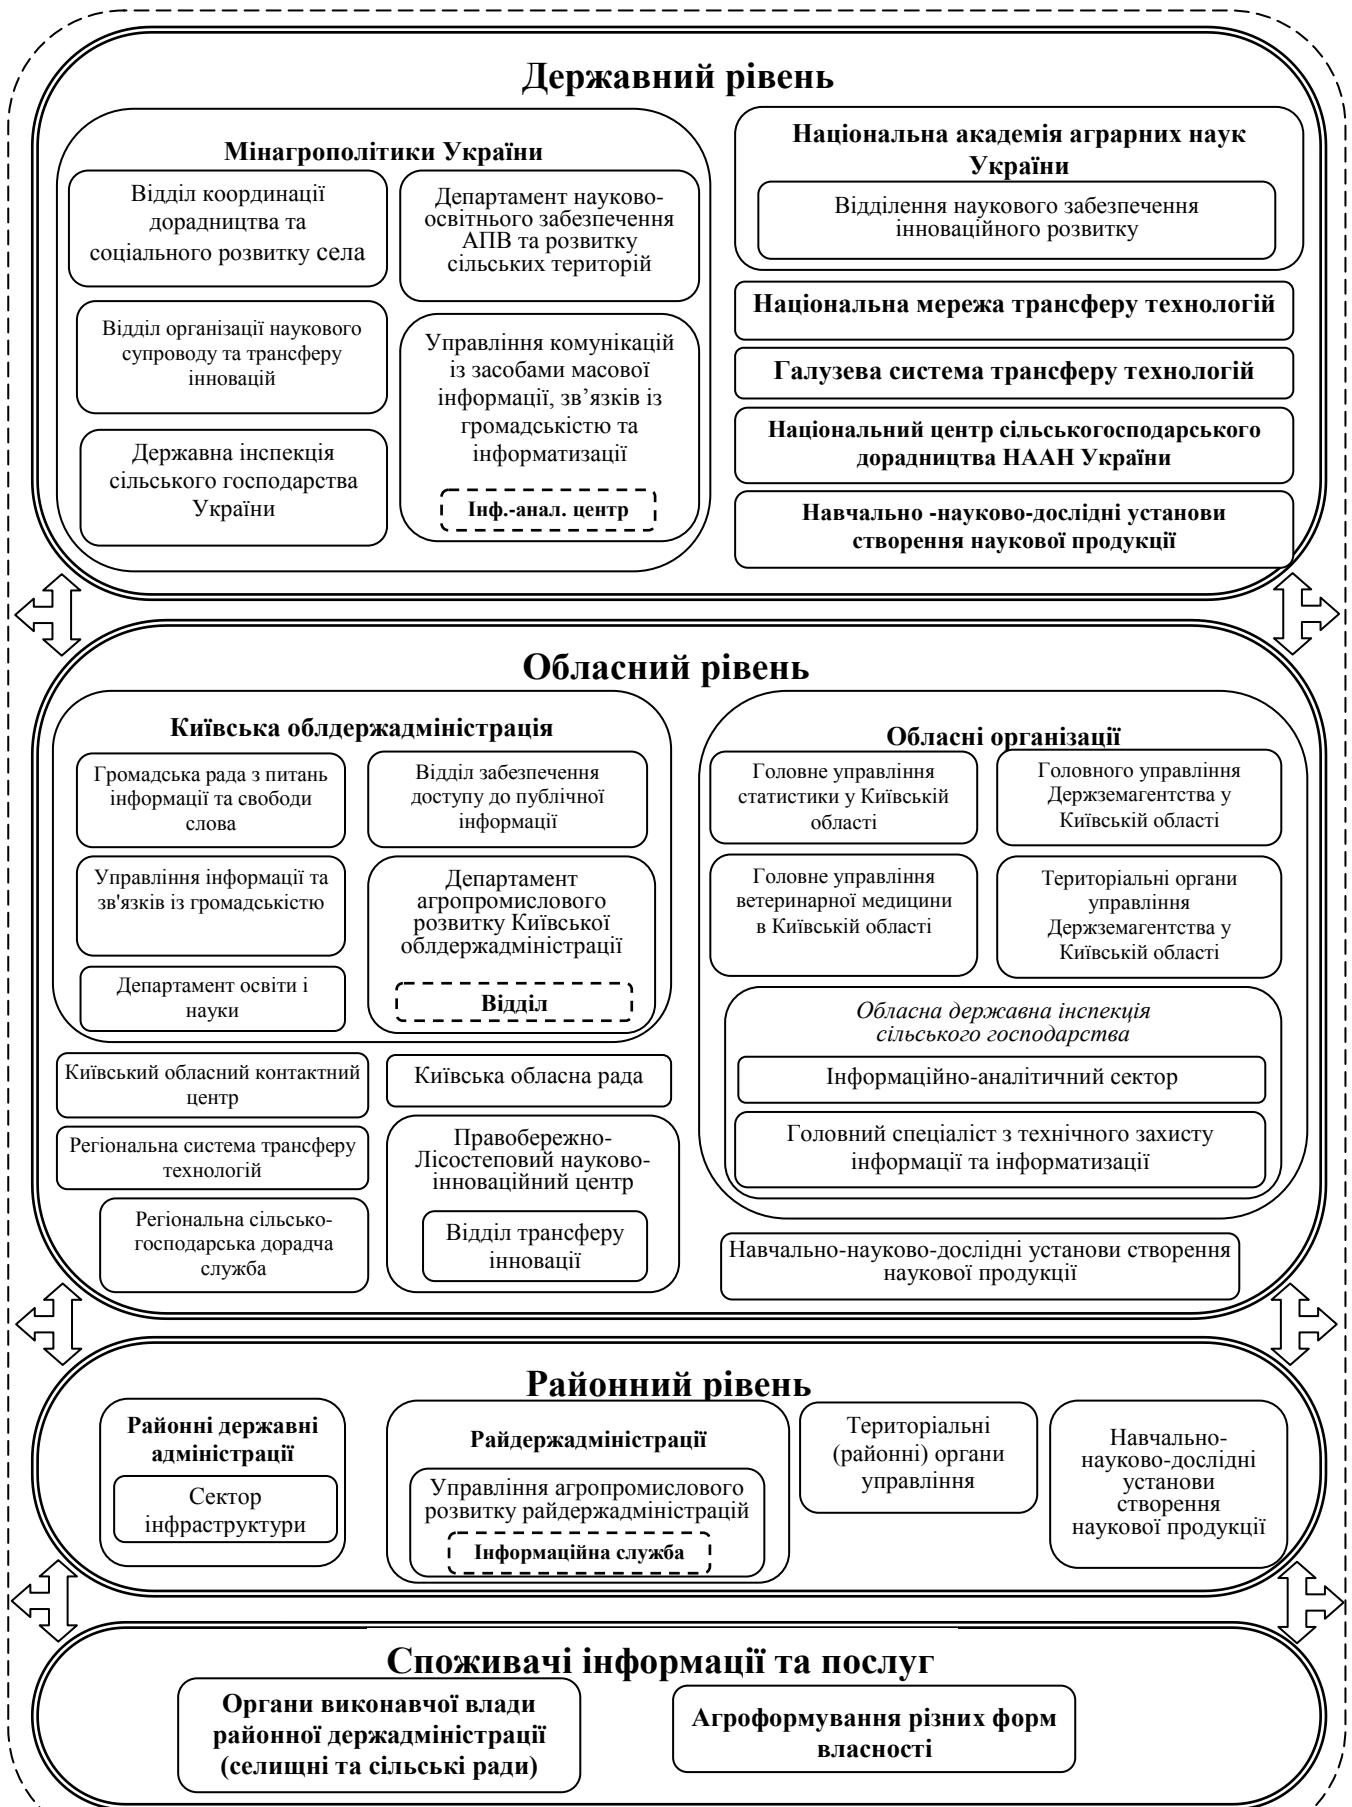 Державний рівень
Мінагрополітики України
Відділ координації
дорадництва та
соціального розвитку села
Департамент науково-
освітнього забезпечення
АПВ та розвитку
сільських територій
Відділ організації наукового
супроводу та трансферу
інновацій
Управління комунікацій
із засобами масової
інформації, зв’язків із
громадськістю та
інформатизації
Інф.-анал. центр
Державна інспекція
сільського господарства
України
Національна академія аграрних наук
України
Відділення наукового забезпечення
інноваційного розвитку
Національна мережа трансферу технологій
Галузева система трансферу технологій
Національний центр сільськогосподарського
дорадництва НААН України
Навчально -науково-дослідні установи
створення наукової продукції
Обласний рівень
Київська облдержадміністрація
Громадська рада з питань
інформації та свободи
слова
Відділ забезпечення
доступу до публічної
інформації
Управління інформації та
зв'язків із громадськістю
Департамент
агропромислового
розвитку Київської
облдержадміністрації
Відділ
Департамент освіти і
науки
Обласні організації
Головне управління
статистики у Київській
області
Головного управління
Держземагентства у
Київській області
Головне управління
ветеринарної медицини
в Київській області
Територіальні органи
управління
Держземагентства у
Київській області
Обласна державна інспекція
сільського господарства
Інформаційно-аналітичний сектор
Головний спеціаліст з технічного захисту
інформації та інформатизації
Київський обласний контактний
центр
Київська обласна рада
Регіональна система трансферу
технологій
Правобережно-
Лісостеповий науково-
інноваційний центр
Відділ трансферу
інновації
Регіональна сільсько-
господарська дорадча
служба
Навчально-науково-дослідні установи створення
наукової продукції
Районний рівень
Районні державні
адміністрації
Сектор
інфраструктури
Райдержадміністрації
Управління агропромислового
розвитку райдержадміністрацій
Інформаційна служба
Територіальні
(районні) органи
управління
Навчально-
науково-дослідні
установи
створення
наукової продукції
Споживачі інформації та послуг
Органи виконавчої влади
районної держадміністрації
(селищні та сільські ради)
Агроформування різних форм
власності